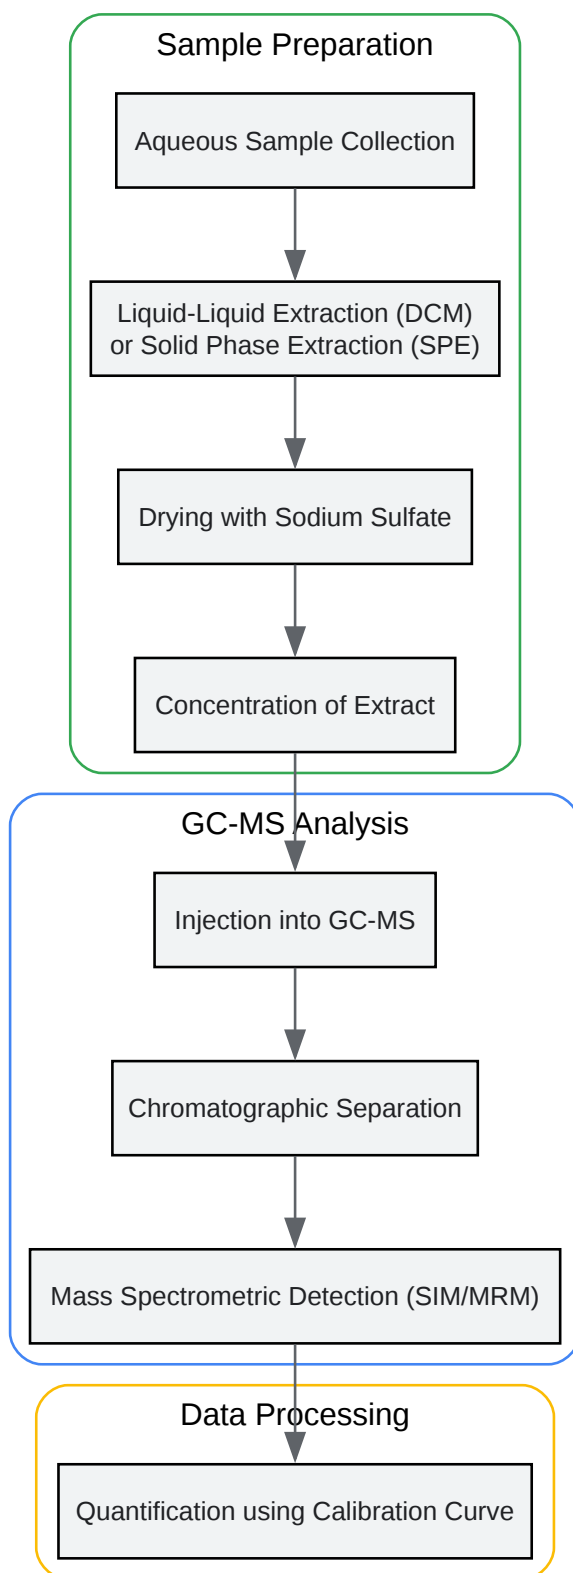 Sample Preparation
Aqueous Sample Collection
Liquid-Liquid Extraction (DCM)
or Solid Phase Extraction (SPE)
Drying with Sodium Sulfate
Concentration of Extract
GC-MS Analysis
Injection into GC-MS
Chromatographic Separation
Mass Spectrometric Detection (SIM/MRM)
Data Processing
Quantification using Calibration Curve